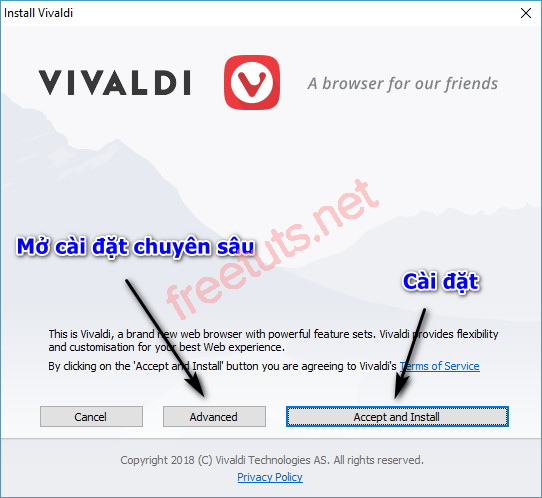 Install Vivaldi
VIVALDI
A browser for our friends
freetuts.net
Mở cài đặt chuyên sâu
Cài đặt
This is Vivaldi, a brand new web browser with powerful feature sets. Vivaldi provides flexibility
and customisation for your best Web experience.
By clicking on the 'Accept and Install' button you are agreeing to Vivaldi's Terms of Service
Cancel
Advanced
Accept and Install
Copyright 2018 (C) Vivaldi Technologies AS. All rights reserved.
Privacy Policy